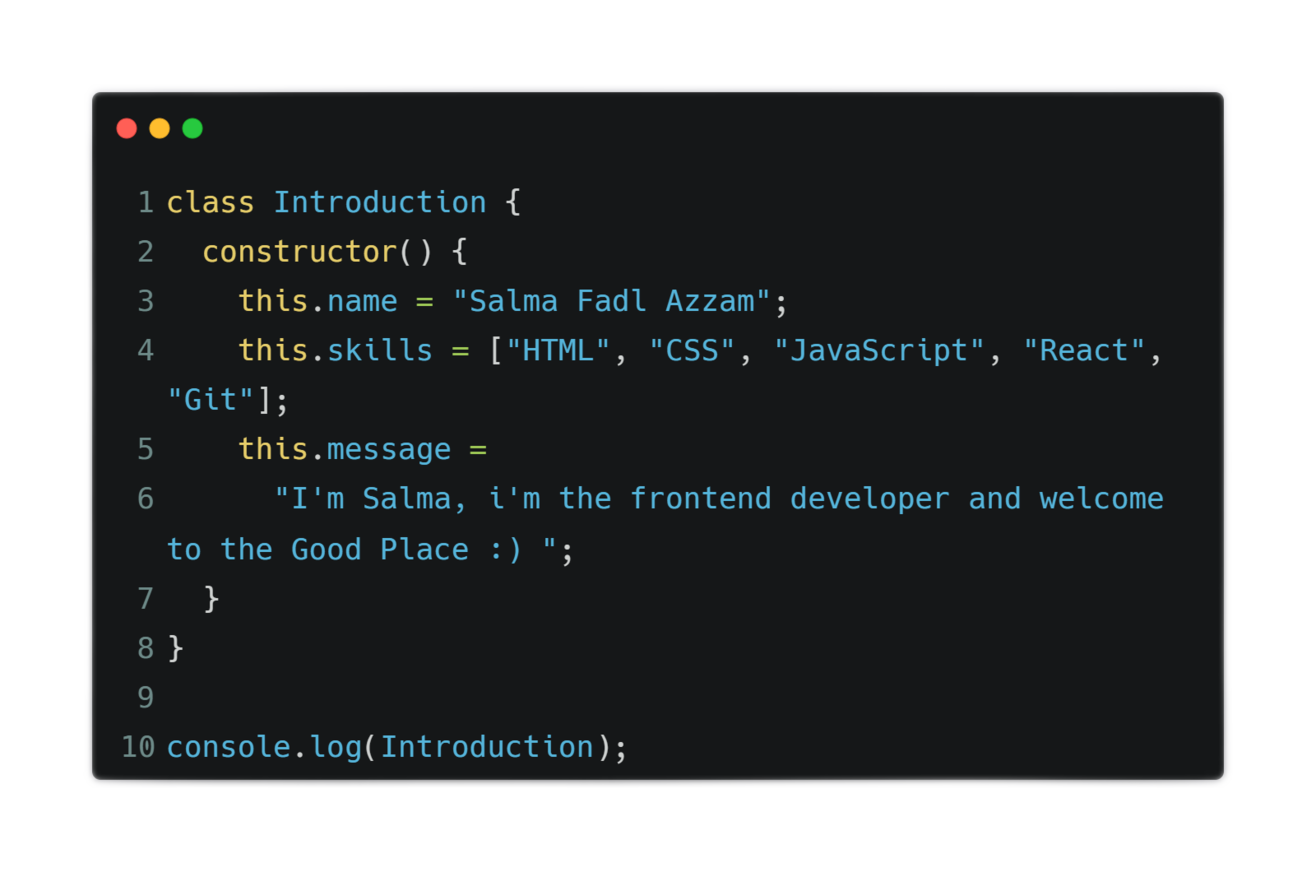 1 class Introduction {
2   constructor() {
3     this.name = "Salma Fadl Azzam";
4     this.skills = ["HTML", "CSS", "JavaScript", "React",
"Git"];
5     this.message =
6       "I'm Salma, i'm the frontend developer and welcome
to the Good Place :) ";
7   }
8 }
9
10 console.log(Introduction);